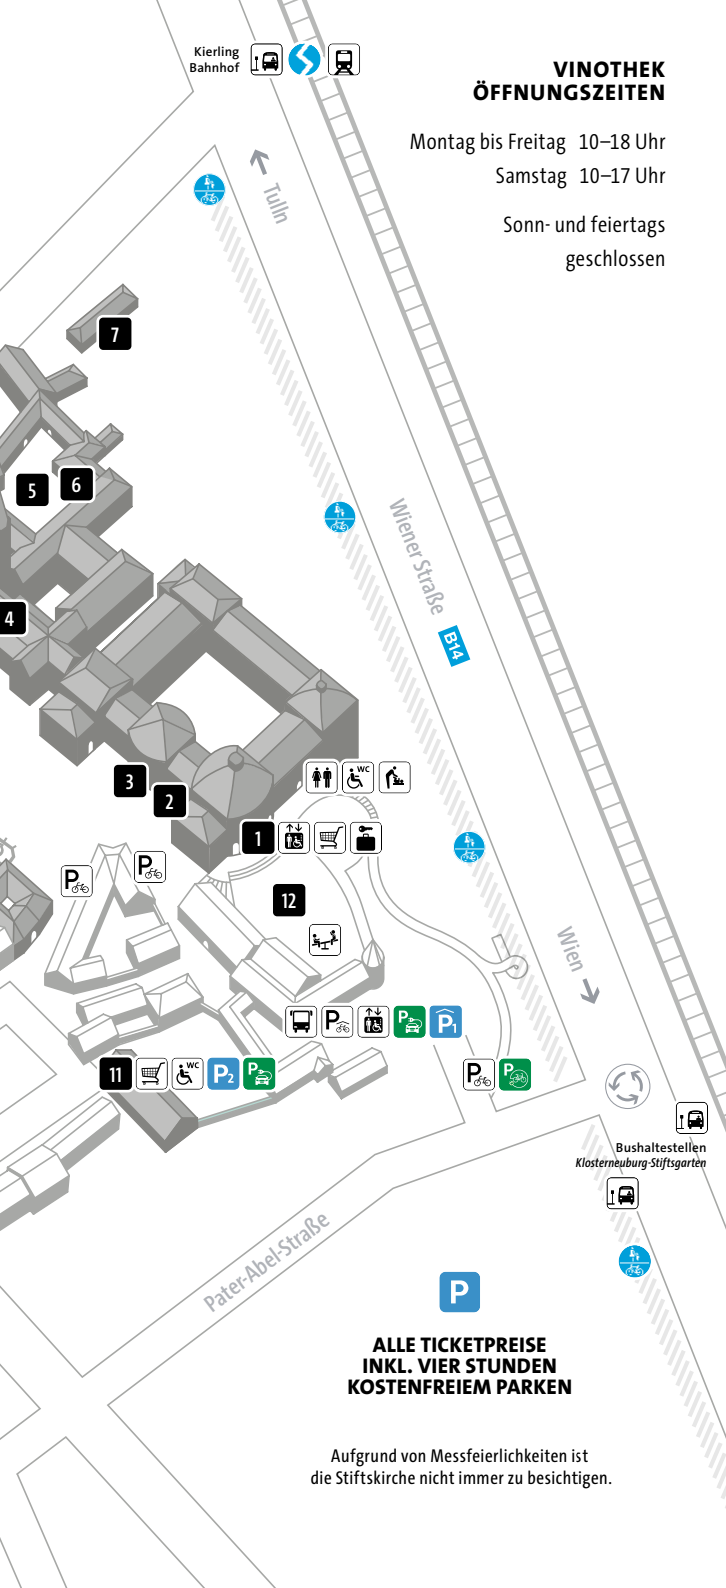 Kierling
Bahnhof
VINOTHEK
ÖFFNUNGSZEITEN
Montag bis Freitag 10–18 Uhr
Samstag 10–17 Uhr
Sonn- und feiertags
geschlossen
Tulln
7
5
6
Wiener Straße
4
B14
3
2
WC
1
P
P
12
Wien
P
P
P1
11
WC
P2
P
P
P
Bushaltestellen
Klosterneuburg-Stiftsgarten
Pater-Abel-Straße
P
ALLE TICKETPREISE
INKL. VIER STUNDEN
KOSTENFREIEM PARKEN
Aufgrund von Messfeierlichkeiten ist
die Stiftskirche nicht immer zu besichtigen.